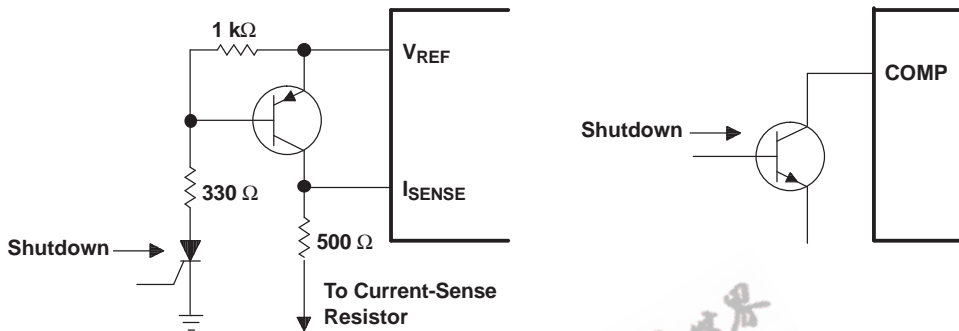 1 kΩ
VREF
ISENSE
330 Ω
500 Ω
Shutdown
To Current-Sense
Resistor
COMP
Shutdown